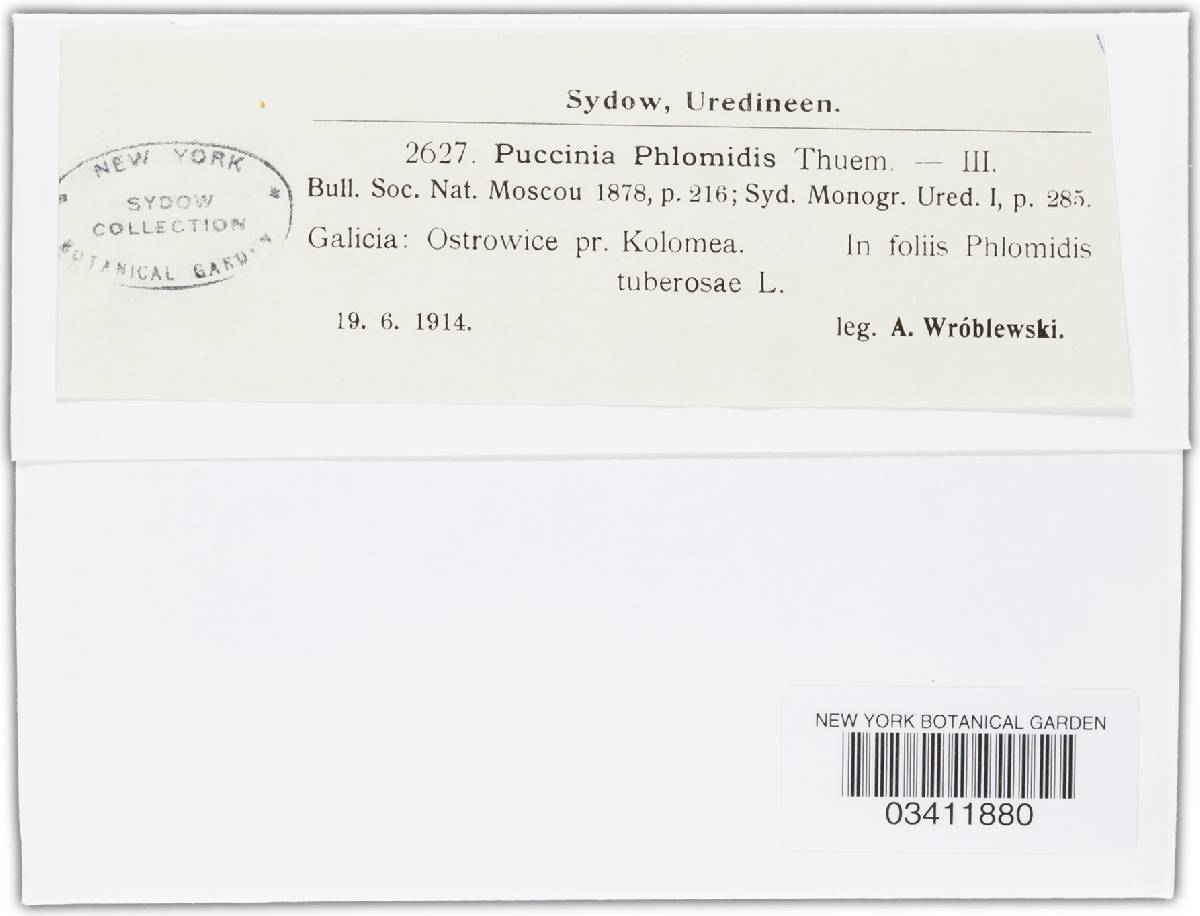 Sydow, Uredineen.
2627. Puccinia Phlomidis Thuem. — III.
Bull. Soc. Nat. Moscou 1878, p. 216; Syd. Monogr. Ured. I, p. 285.
Galicia: Ostrowice pr. Kolomea. In foliis Phlomidis
tuberosae L.
19. 6. 1914. leg. A. Wróblewski.
NEW YORK
SYDOW
COLLECTION
BOTANICAL GARDEN
NEW YORK BOTANICAL GARDEN
03411880